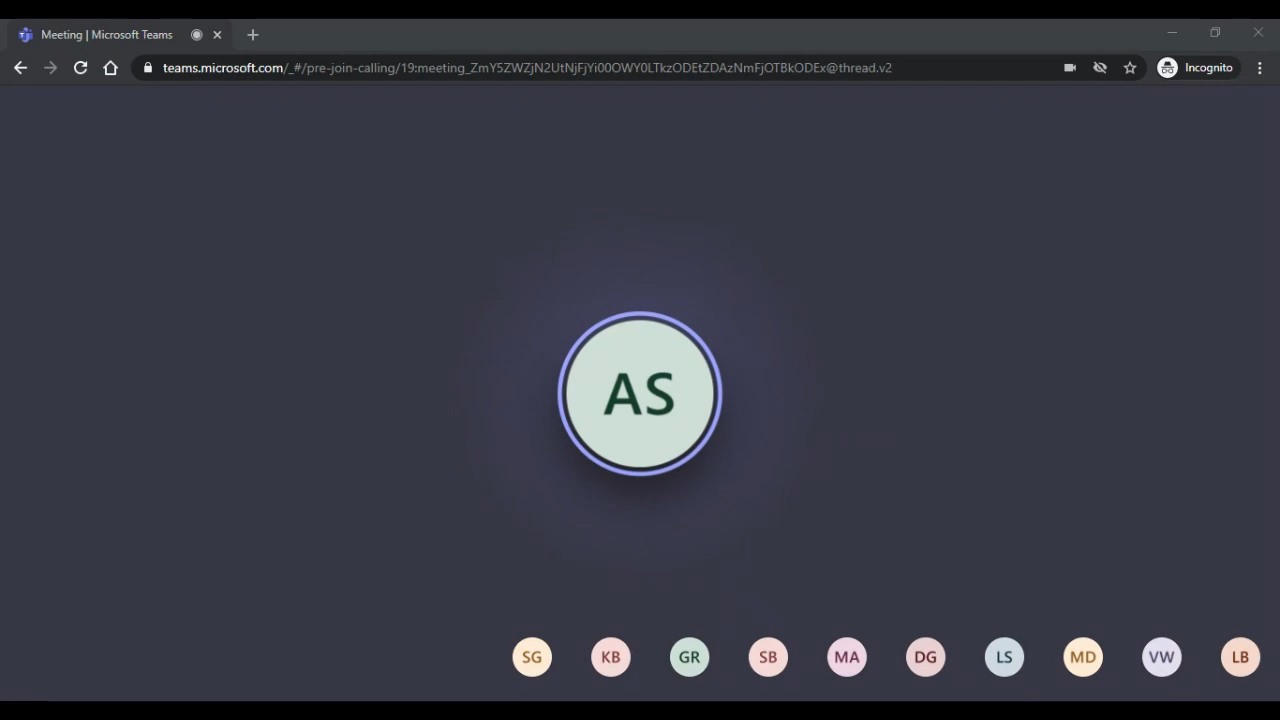 Meeting | Microsoft Teams
teams.microsoft.com/_#/pre-join-calling/19:meeting_ZmY5ZWZjN2UtNjFjYi00OWY0LTkzODEtZDAzNmFjOTBkODEx@thread.v2
Incognito
AS
SG KB GR SB MA DG LS MD VW LB